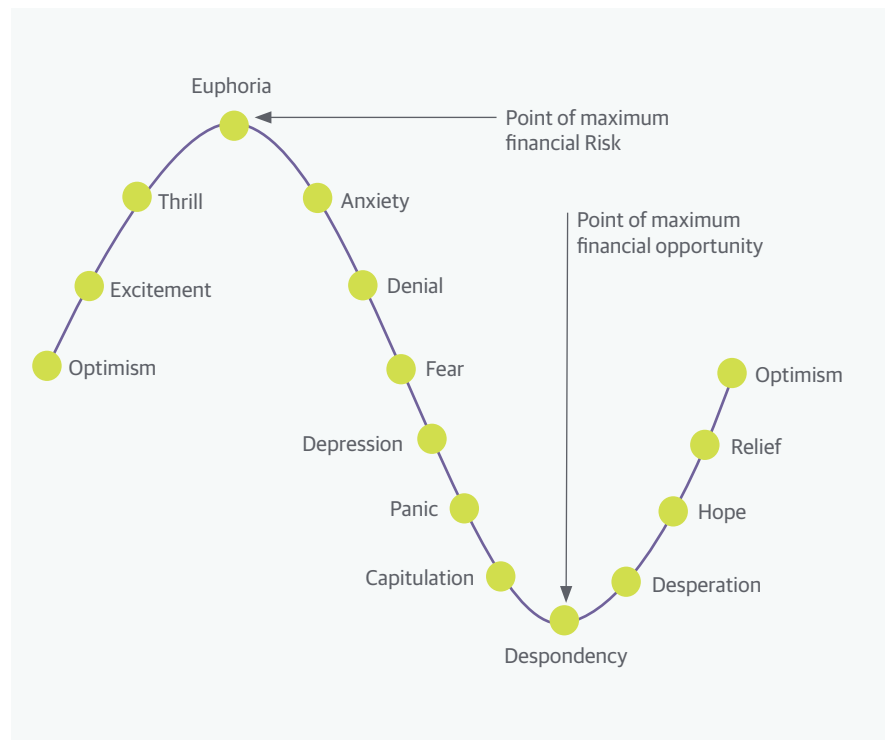 Euphoria
Point of maximum
financial Risk
Thrill
Anxiety
Point of maximum
financial opportunity
Excitement
Denial
Optimism
Fear
Optimism
Depression
Relief
Panic
Hope
Capitulation
Desperation
Despondency